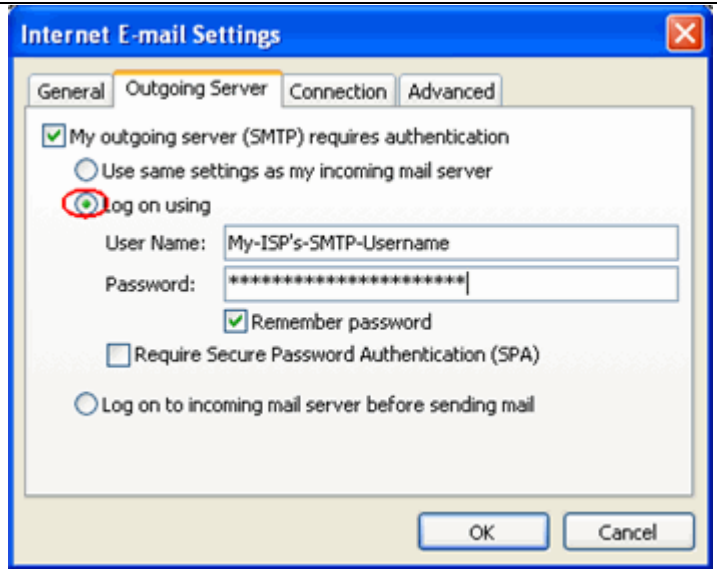 Internet E-mail Settings
General Outgoing Server Connection Advanced
My outgoing server (SMTP) requires authentication
Use same settings as my incoming mail server
Log on using
User Name: My-ISP's-SMTP-Username
Password: **********************
Remember password
Require Secure Password Authentication (SPA)
Log on to incoming mail server before sending mail
OK Cancel